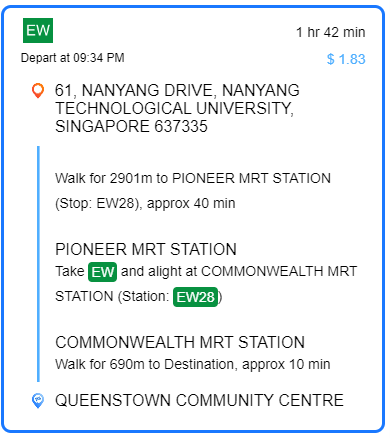 EW
1 hr 42 min
Depart at 09:34 PM
$ 1.83
61, NANYANG DRIVE, NANYANG
TECHNOLOGICAL UNIVERSITY,
SINGAPORE 637335
Walk for 2901m to PIONEER MRT STATION
(Stop: EW28), approx 40 min
PIONEER MRT STATION
Take EW and alight at COMMONWEALTH MRT
STATION (Station: EW28)
COMMONWEALTH MRT STATION
Walk for 690m to Destination, approx 10 min
QUEENSTOWN COMMUNITY CENTRE